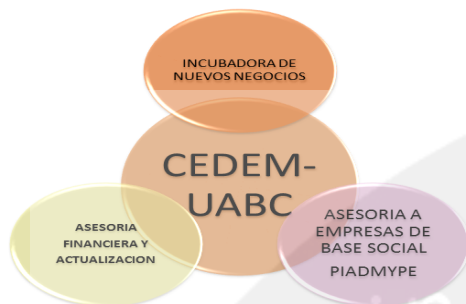 INCUBADORA DE
NUEVOS NEGOCIOS
CEDEM-
UABC
ASESORIA
FINANCIERA Y
ACTUALIZACION
ASESORIA A
EMPRESAS DE
BASE SOCIAL
PIADMYPE